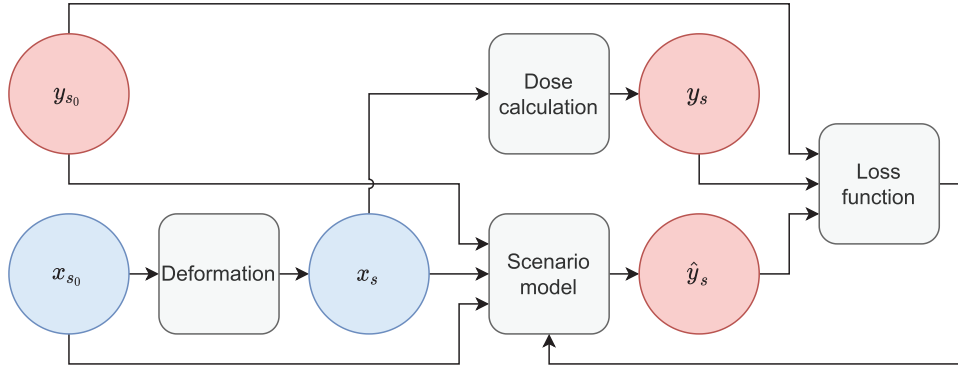 y_{s_0}
Dose
calculation
y_s
Loss
function
x_{s_0}
Deformation
x_s
Scenario
model
ŷ_s